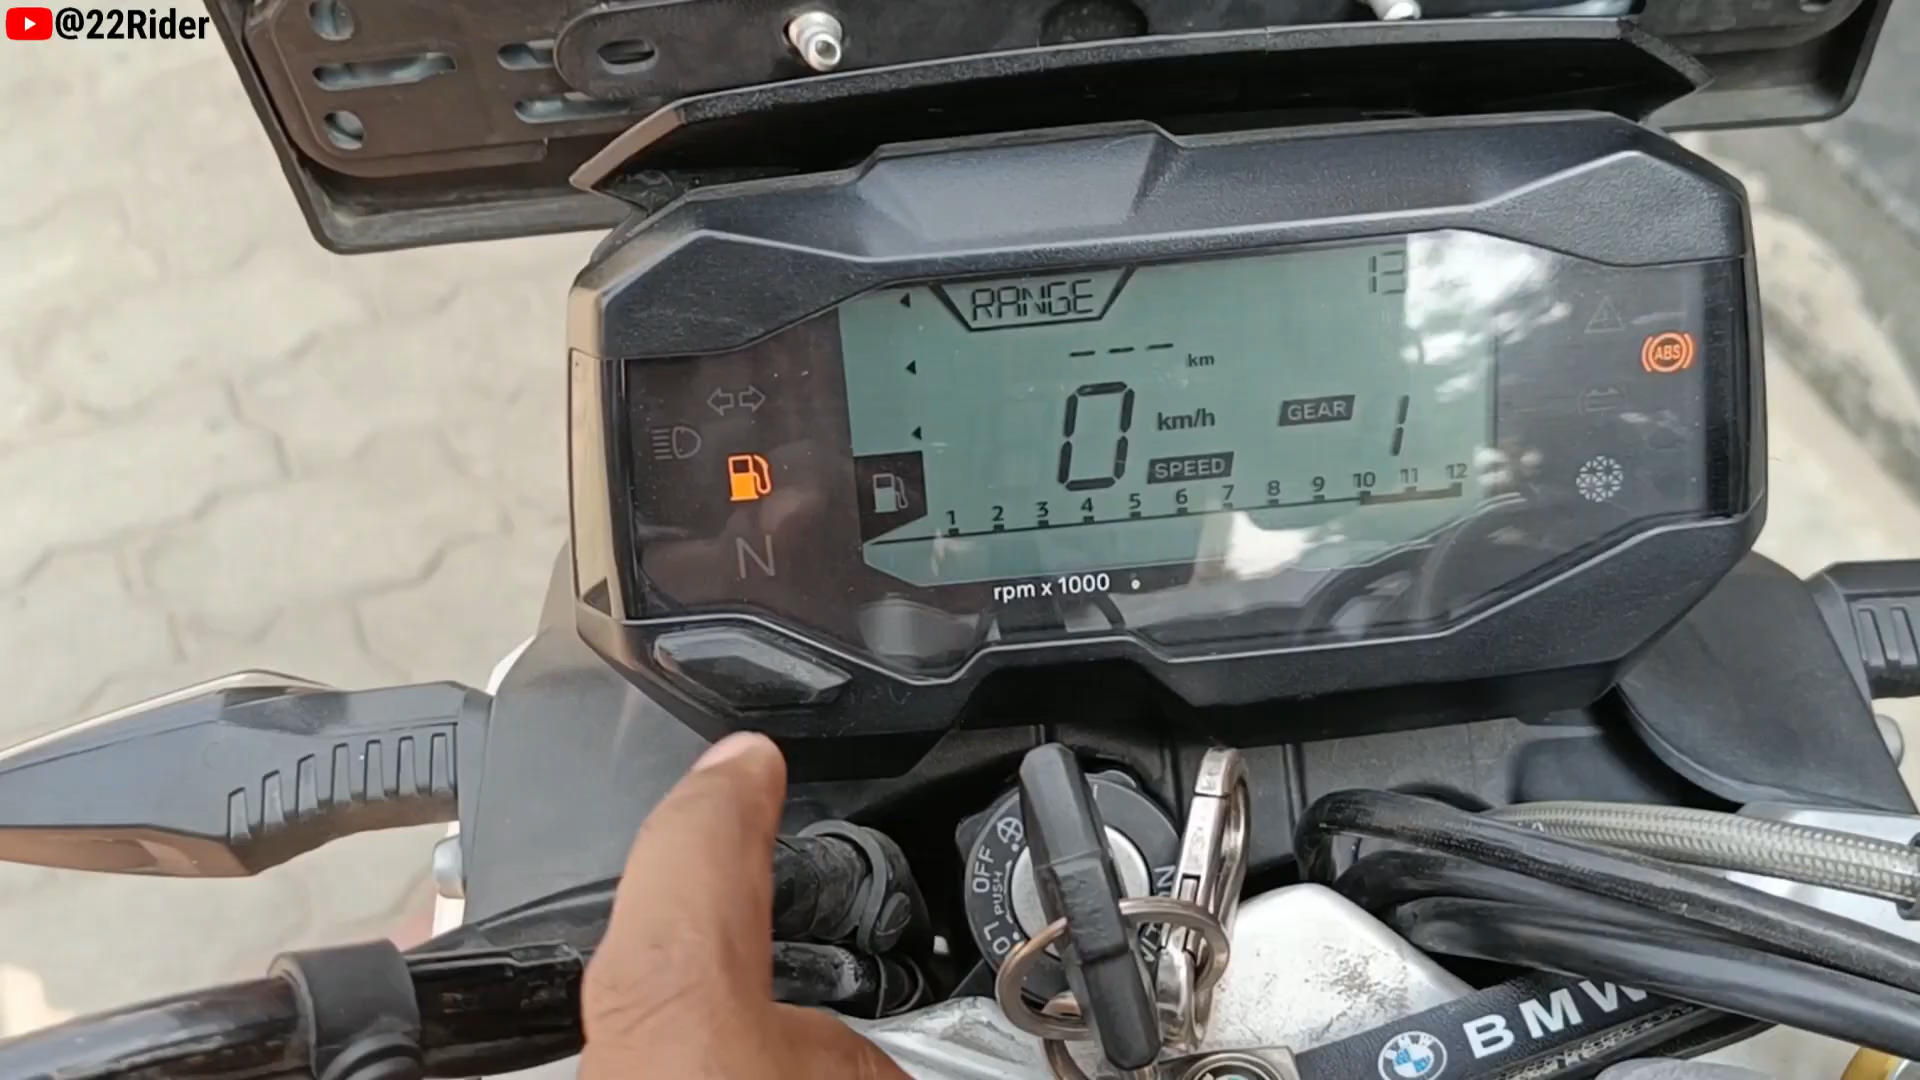 @22Rider
RANGE
--- km
0 km/h
GEAR 1
SPEED
1 2 3 4 5 6 7 8 9 10 11 12
rpm x 1000
N
ABS
OFF
PUSH
BMW